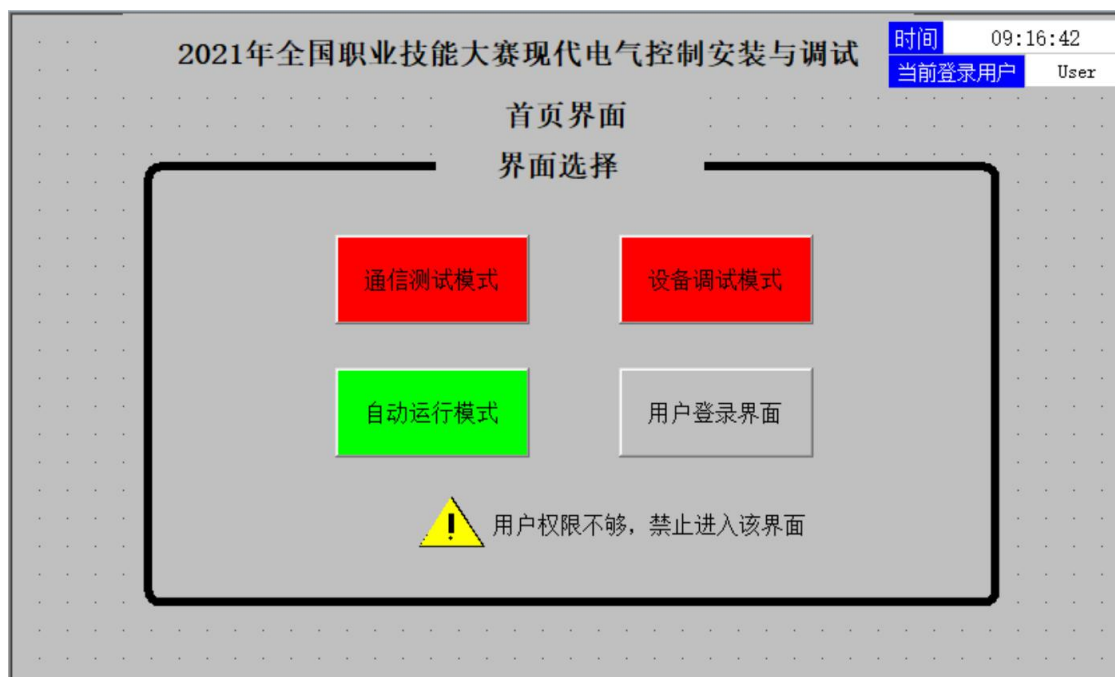 2021年全国职业技能大赛现代电气控制安装与调试
时间 09:16:42
当前登录用户 User
首页界面
界面选择
通信测试模式 设备调试模式
自动运行模式 用户登录界面
! 用户权限不够，禁止进入该界面